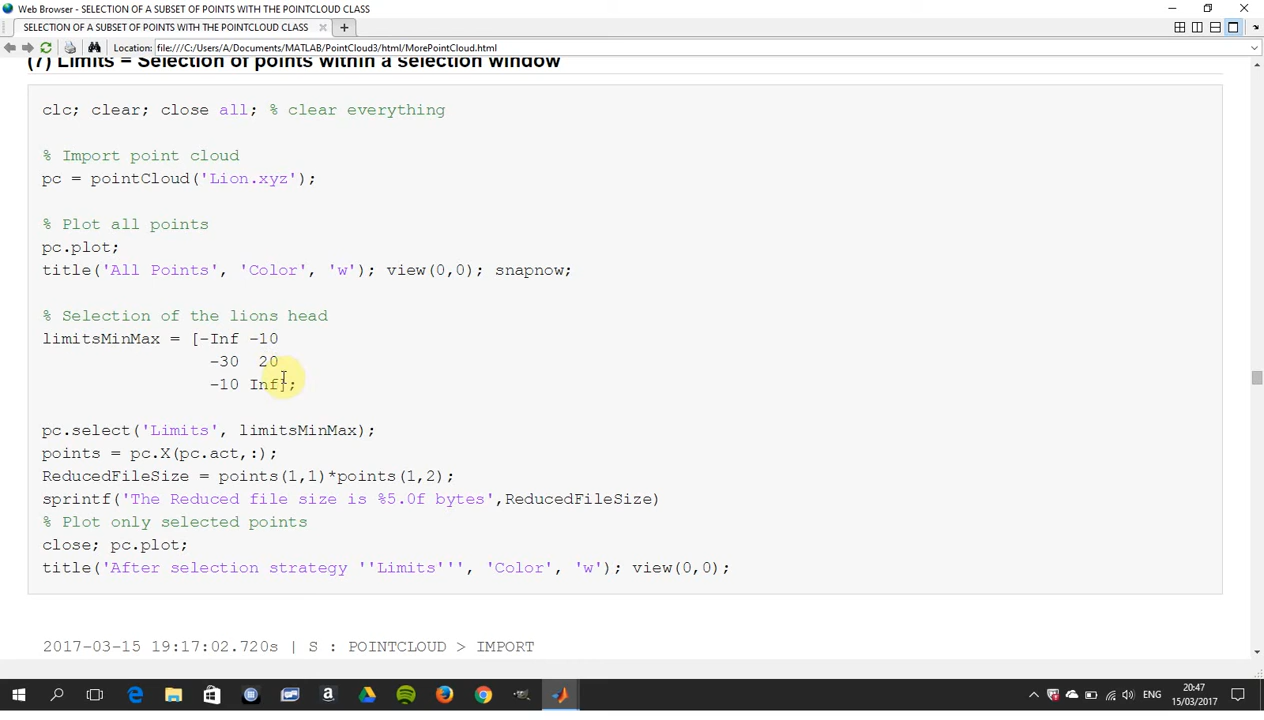 Web Browser - SELECTION OF A SUBSET OF POINTS WITH THE POINTCLOUD CLASS
SELECTION OF A SUBSET OF POINTS WITH THE POINTCLOUD CLASS
Location: file:///C:/Users/A/Documents/MATLAB/PointCloud3/html/MorePointCloud.html
(7) Limits = Selection of points within a selection window
clc; clear; close all; % clear everything
% Import point cloud
pc = pointCloud('Lion.xyz');
% Plot all points
pc.plot;
title('All Points', 'Color', 'w'); view(0,0); snapnow;
% Selection of the lions head
limitsMinMax = [-Inf -10
-30 20
-10 Inf];
pc.select('Limits', limitsMinMax);
points = pc.X(pc.act,:);
ReducedFileSize = points(1,1)*points(1,2);
sprintf('The Reduced file size is %5.0f bytes',ReducedFileSize)
% Plot only selected points
close; pc.plot;
title('After selection strategy ''Limits''', 'Color', 'w'); view(0,0);
2017-03-15 19:17:02.720s | S : POINTCLOUD > IMPORT
ENG
20:47
15/03/2017